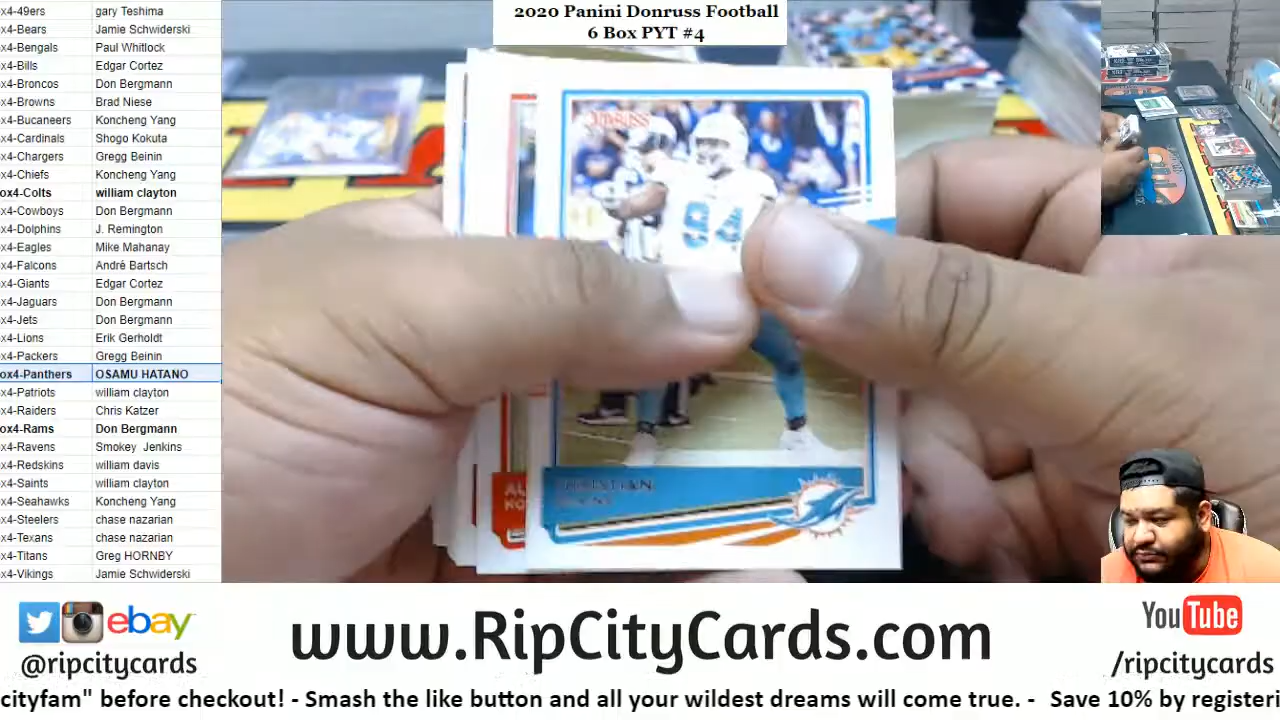 2020 Panini Donruss Football
6 Box PYT #4
ox4-49ers gary Teshima
ox4-Bears Jamie Schwiderski
x4-Bengals Paul Whitlock
ox4-Bills Edgar Cortez
x4-Broncos Don Bergmann
x4-Browns Brad Niese
x4-Bucaneers Koncheng Yang
x4-Cardinals Shogo Kokuta
x4-Chargers Gregg Beinin
x4-Chiefs Koncheng Yang
ox4-Colts william clayton
ox4-Cowboys Don Bergmann
x4-Dolphins J. Remington
x4-Eagles Mike Mahanay
x4-Falcons André Bartsch
x4-Giants Edgar Cortez
x4-Jaguars Don Bergmann
x4-Jets Don Bergmann
x4-Lions Erik Gerholdt
x4-Packers Gregg Beinin
ox4-Panthers OSAMU HATANO
x4-Patriots william clayton
x4-Raiders Chris Katzer
ox4-Rams Don Bergmann
x4-Ravens Smokey Jenkins
x4-Redskins william davis
x4-Saints william clayton
x4-Seahawks Koncheng Yang
x4-Steelers chase nazarian
x4-Texans chase nazarian
x4-Titans Greg HORNBY
x4-Vikings Jamie Schwiderski
94
CHRISTIAN
ebay
@ripcitycards
www.RipCityCards.com
YouTube
/ripcitycards
cityfam" before checkout! - Smash the like button and all your wildest dreams will come true. - Save 10% by registeri